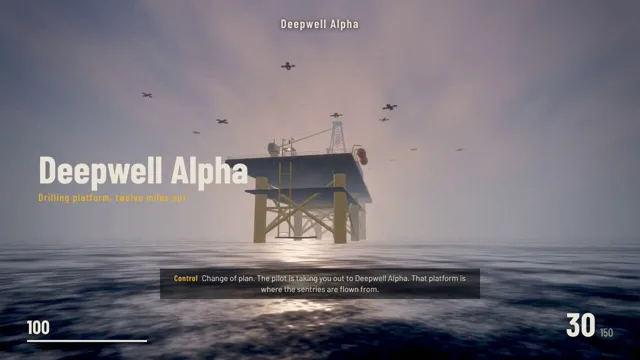 Deepwell Alpha
Deepwell Alpha
Drilling platform, twelve miles out
Control Change of plan. The pilot is taking you out to Deepwell Alpha. That platform is
where the sentries are flown from.
100
30 150